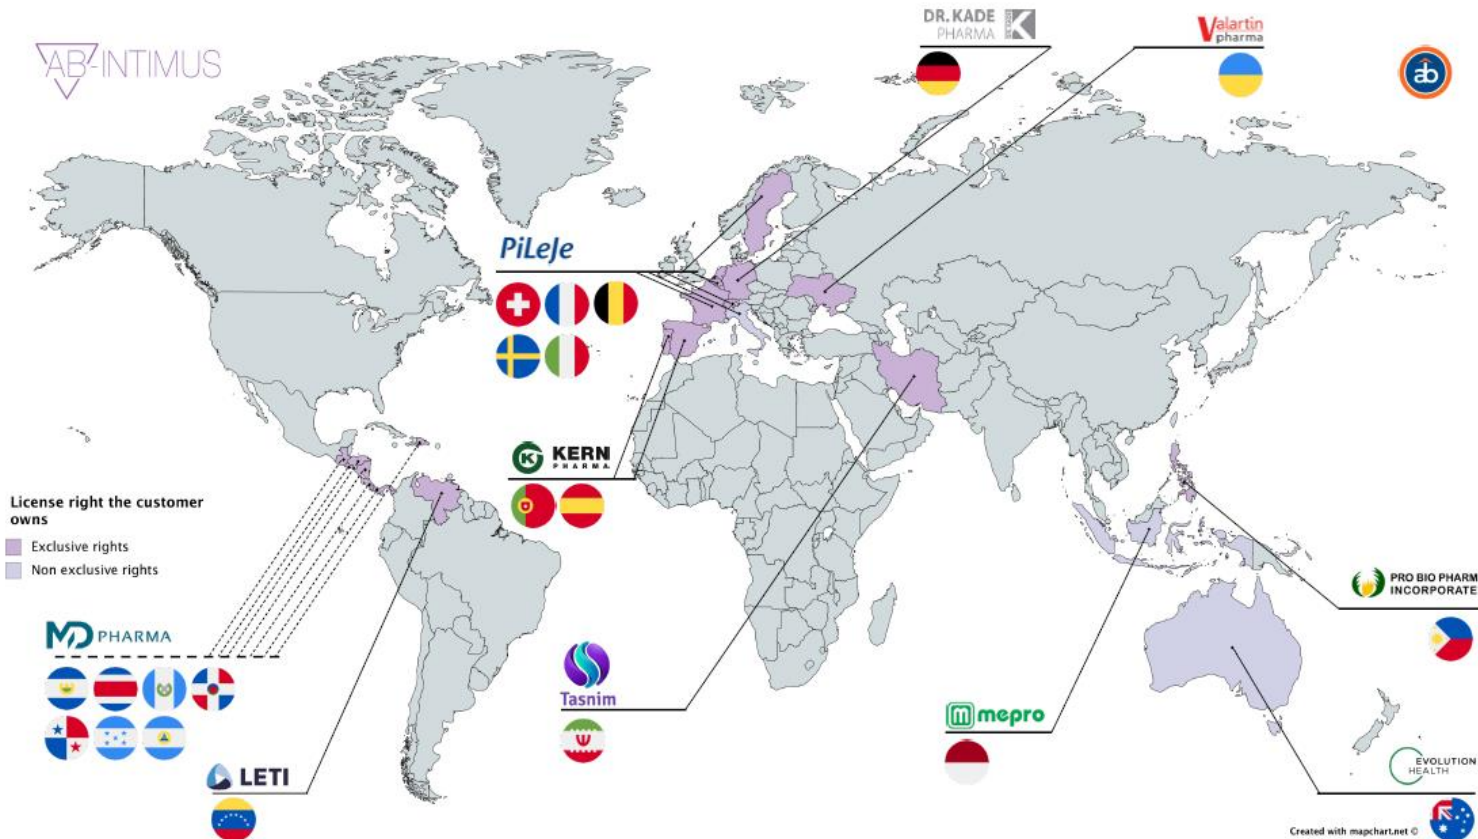 AB-INTIMUS
DR. KADE
PHARMA
Valartin
pharma
ab
PiLeJe
KERN
PHARMA
License right the customer
owns
Exclusive rights
Non exclusive rights
MD PHARMA
LETI
Tasnim
mepro
PRO BIO PHARM
INCORPORATE
EVOLUTION
HEALTH
Created with mapchart.net ©